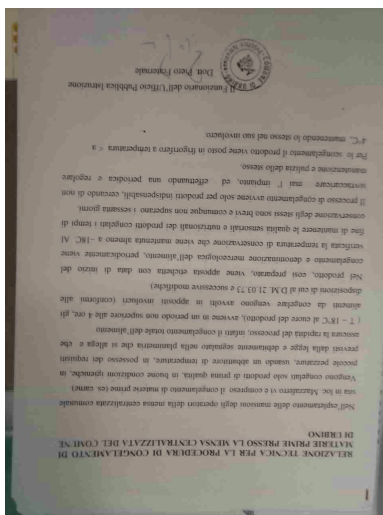 RELAZIONE TECNICA PER LA PROCEDURA DI CONGELAMENTO DI
MATERIE PRIME PRESSO LA MENSA CENTRALIZZATA DEL COMUNE
DI URBINO
Nell'espletamento delle mansioni degli operatori della mensa centralizzata comunale
sita in loc. Mazzaferro vi è compreso il congelamento di materie prime (es. carne)
Vengono congelati solo prodotti di prima qualità, in buone condizioni igieniche, in
piccole pezzature, usando un abbattitore di temperature, in possesso dei requisiti
previsti dalla legge e debitamente segnalato nella planimetria che si allega e che
assicura la rapidità del processo, infatti il congelamento totale dell'alimento
( T – 18°C al cuore del prodotto), avviene in un periodo non superiore alle 4 ore, gli
alimenti da congelare vengono avvolti in appositi involucri (conformi alle
disposizioni di cui al D.M. 21.03.73 e successive modifiche)
Nel prodotto, così preparato, viene apposta etichetta con data di inizio del
congelamento e denominazione merceologica dell'alimento, periodicamente viene
verificata la temperatura di conservazione che viene mantenuta almeno a –18C. Al
fine di mantenere le qualità sensoriali e nutrizionali dei prodotti congelati i tempi di
conservazione degli stessi sono brevi e comunque non superano i sessanta giorni.
Il processo di congelamento avviene solo per prodotti indispensabili, cercando di non
sovraccaricare mai l' impianto, ed effettuando una periodica e regolare
manutenzione e pulizia dello stesso.
Per lo scongelamento il prodotto viene posto in frigorifero a temperatura < a
4°C, mantenendo lo stesso nel suo involucro.
Il Funzionario dell'Ufficio Pubblica Istruzione
Dott. Piero Fraternale